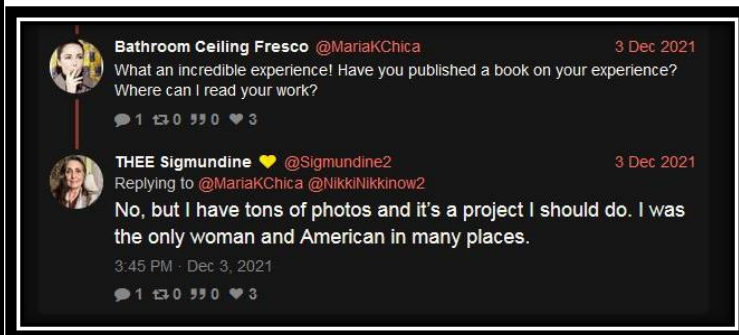 Bathroom Ceiling Fresco @MariaKChica 3 Dec 2021
What an incredible experience! Have you published a book on your experience?
Where can I read your work?
1 0 0 3
THEE Sigmundine 💛 @Sigmundine2 3 Dec 2021
Replying to @MariaKChica @NikkiNikkinow2
No, but I have tons of photos and it's a project I should do. I was
the only woman and American in many places.
3:45 PM · Dec 3, 2021
1 0 0 3